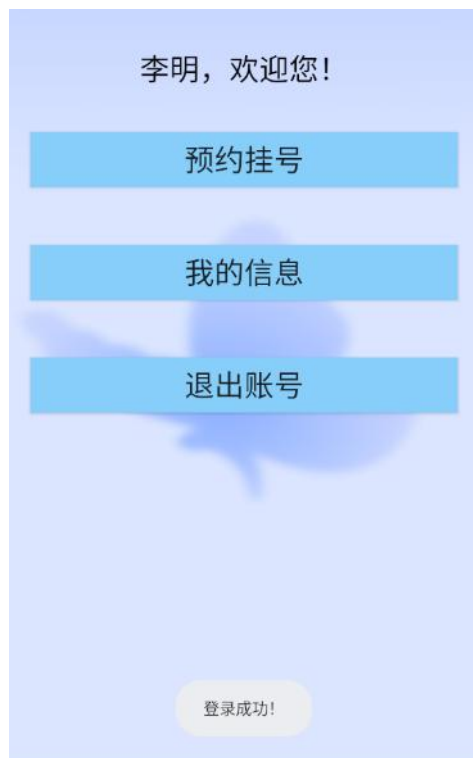 李明，欢迎您！
预约挂号
我的信息
退出账号
登录成功！